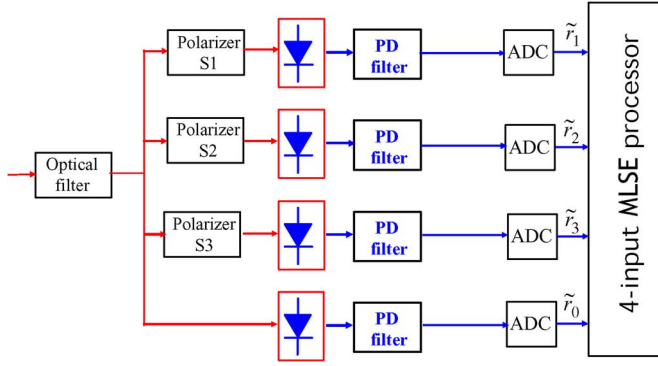 Polarizer
S1
PD
filter
ADC
r̃₁
Polarizer
S2
PD
filter
ADC
r̃₂
Optical
filter
Polarizer
S3
PD
filter
ADC
r̃₃
PD
filter
ADC
r̃₀
4-input MLSE processor